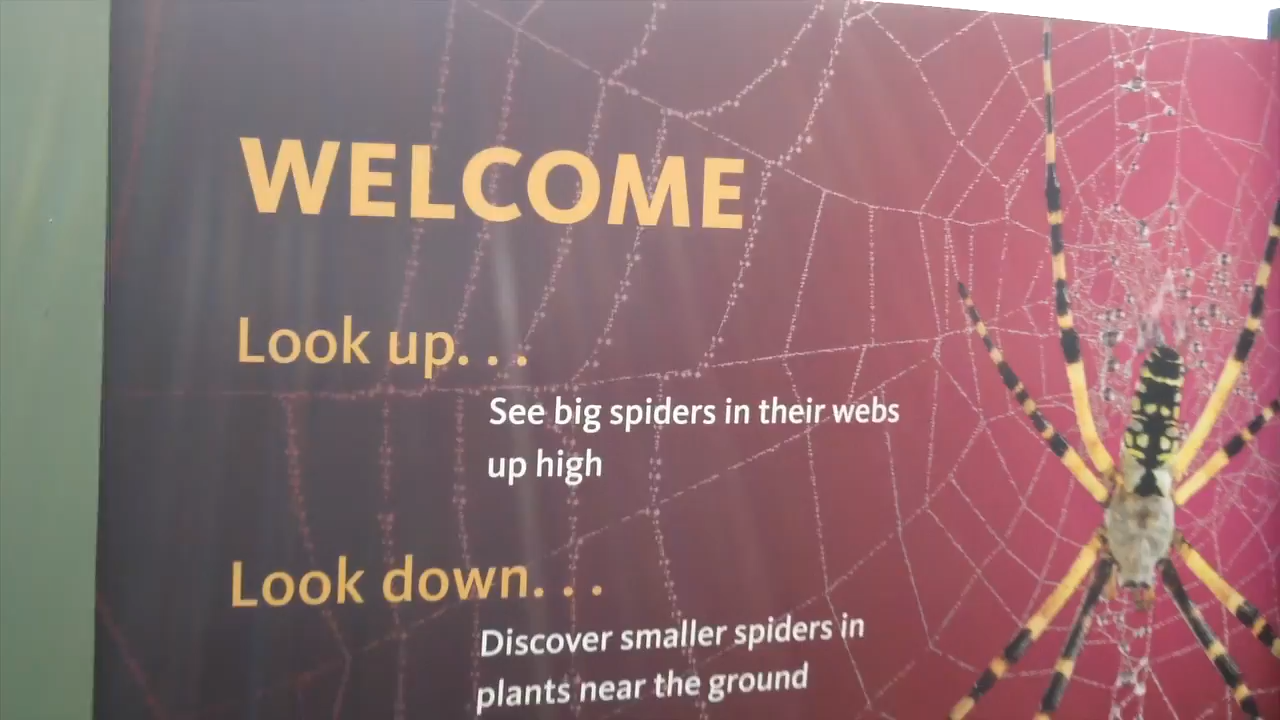 WELCOME
Look up. . .
See big spiders in their webs
up high
Look down. . .
Discover smaller spiders in
plants near the ground